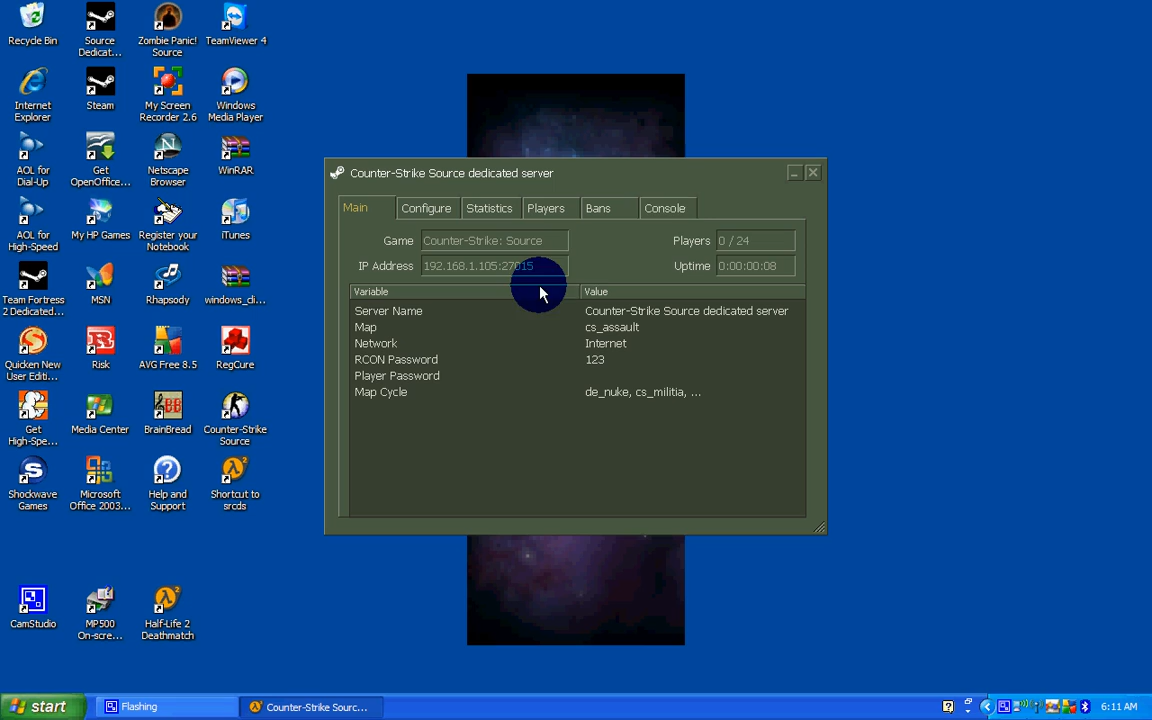 Recycle Bin
Source
Dedicat...
Zombie Panic!
Source
TeamViewer 4
Internet
Explorer
Steam
My Screen
Recorder 2.6
Windows
Media Player
AOL for
Dial-Up
Get
OpenOffice...
Netscape
Browser
WinRAR
AOL for
High-Speed
My HP Games
Register your
Notebook
iTunes
Team Fortress
2 Dedicated...
MSN
Rhapsody
windows_cli...
Quicken New
User Editi...
Risk
AVG Free 8.5
RegCure
Get
High-Spe...
Media Center
BrainBread
Counter-Strike
Source
Shockwave
Games
Microsoft
Office 2003...
Help and
Support
Shortcut to
srcds
CamStudio
MP500
On-scre...
Half-Life 2
Deathmatch
Counter-Strike Source dedicated server
Main Configure Statistics Players Bans Console
Game Counter-Strike: Source Players 0 / 24
IP Address 192.168.1.105:27015 Uptime 0:00:00:08
Variable Value
Server Name Counter-Strike Source dedicated server
Map cs_assault
Network Internet
RCON Password 123
Player Password
Map Cycle de_nuke, cs_militia, ...
start Flashing Counter-Strike Sourc... 6:11 AM